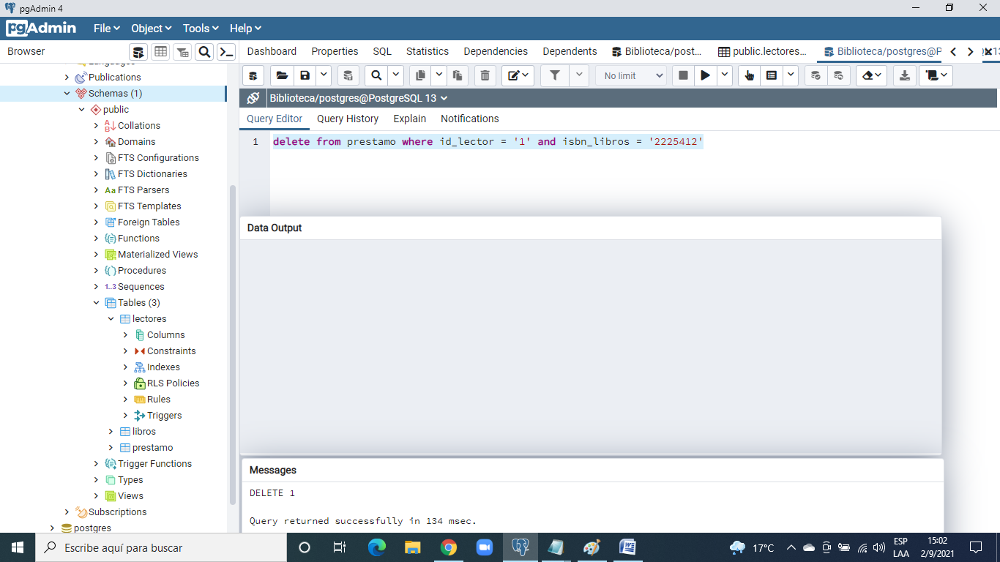 pgAdmin 4
pgAdmin File Object Tools Help
Browser
Dashboard Properties SQL Statistics Dependencies Dependents Biblioteca/post... public.lectores... Biblioteca/postgres@P
No limit
Biblioteca/postgres@PostgreSQL 13
Query Editor Query History Explain Notifications
1 delete from prestamo where id_lector = '1' and isbn_libros = '2225412'
Data Output
Messages
DELETE 1
Query returned successfully in 134 msec.
Languages
Publications
Schemas (1)
public
Collations
Domains
FTS Configurations
FTS Dictionaries
Aa FTS Parsers
FTS Templates
Foreign Tables
Functions
Materialized Views
Procedures
1..3 Sequences
Tables (3)
lectores
Columns
Constraints
Indexes
RLS Policies
Rules
Triggers
libros
prestamo
Trigger Functions
Types
Views
Subscriptions
postgres
Escribe aquí para buscar
17°C
ESP
LAA
15:02
2/9/2021